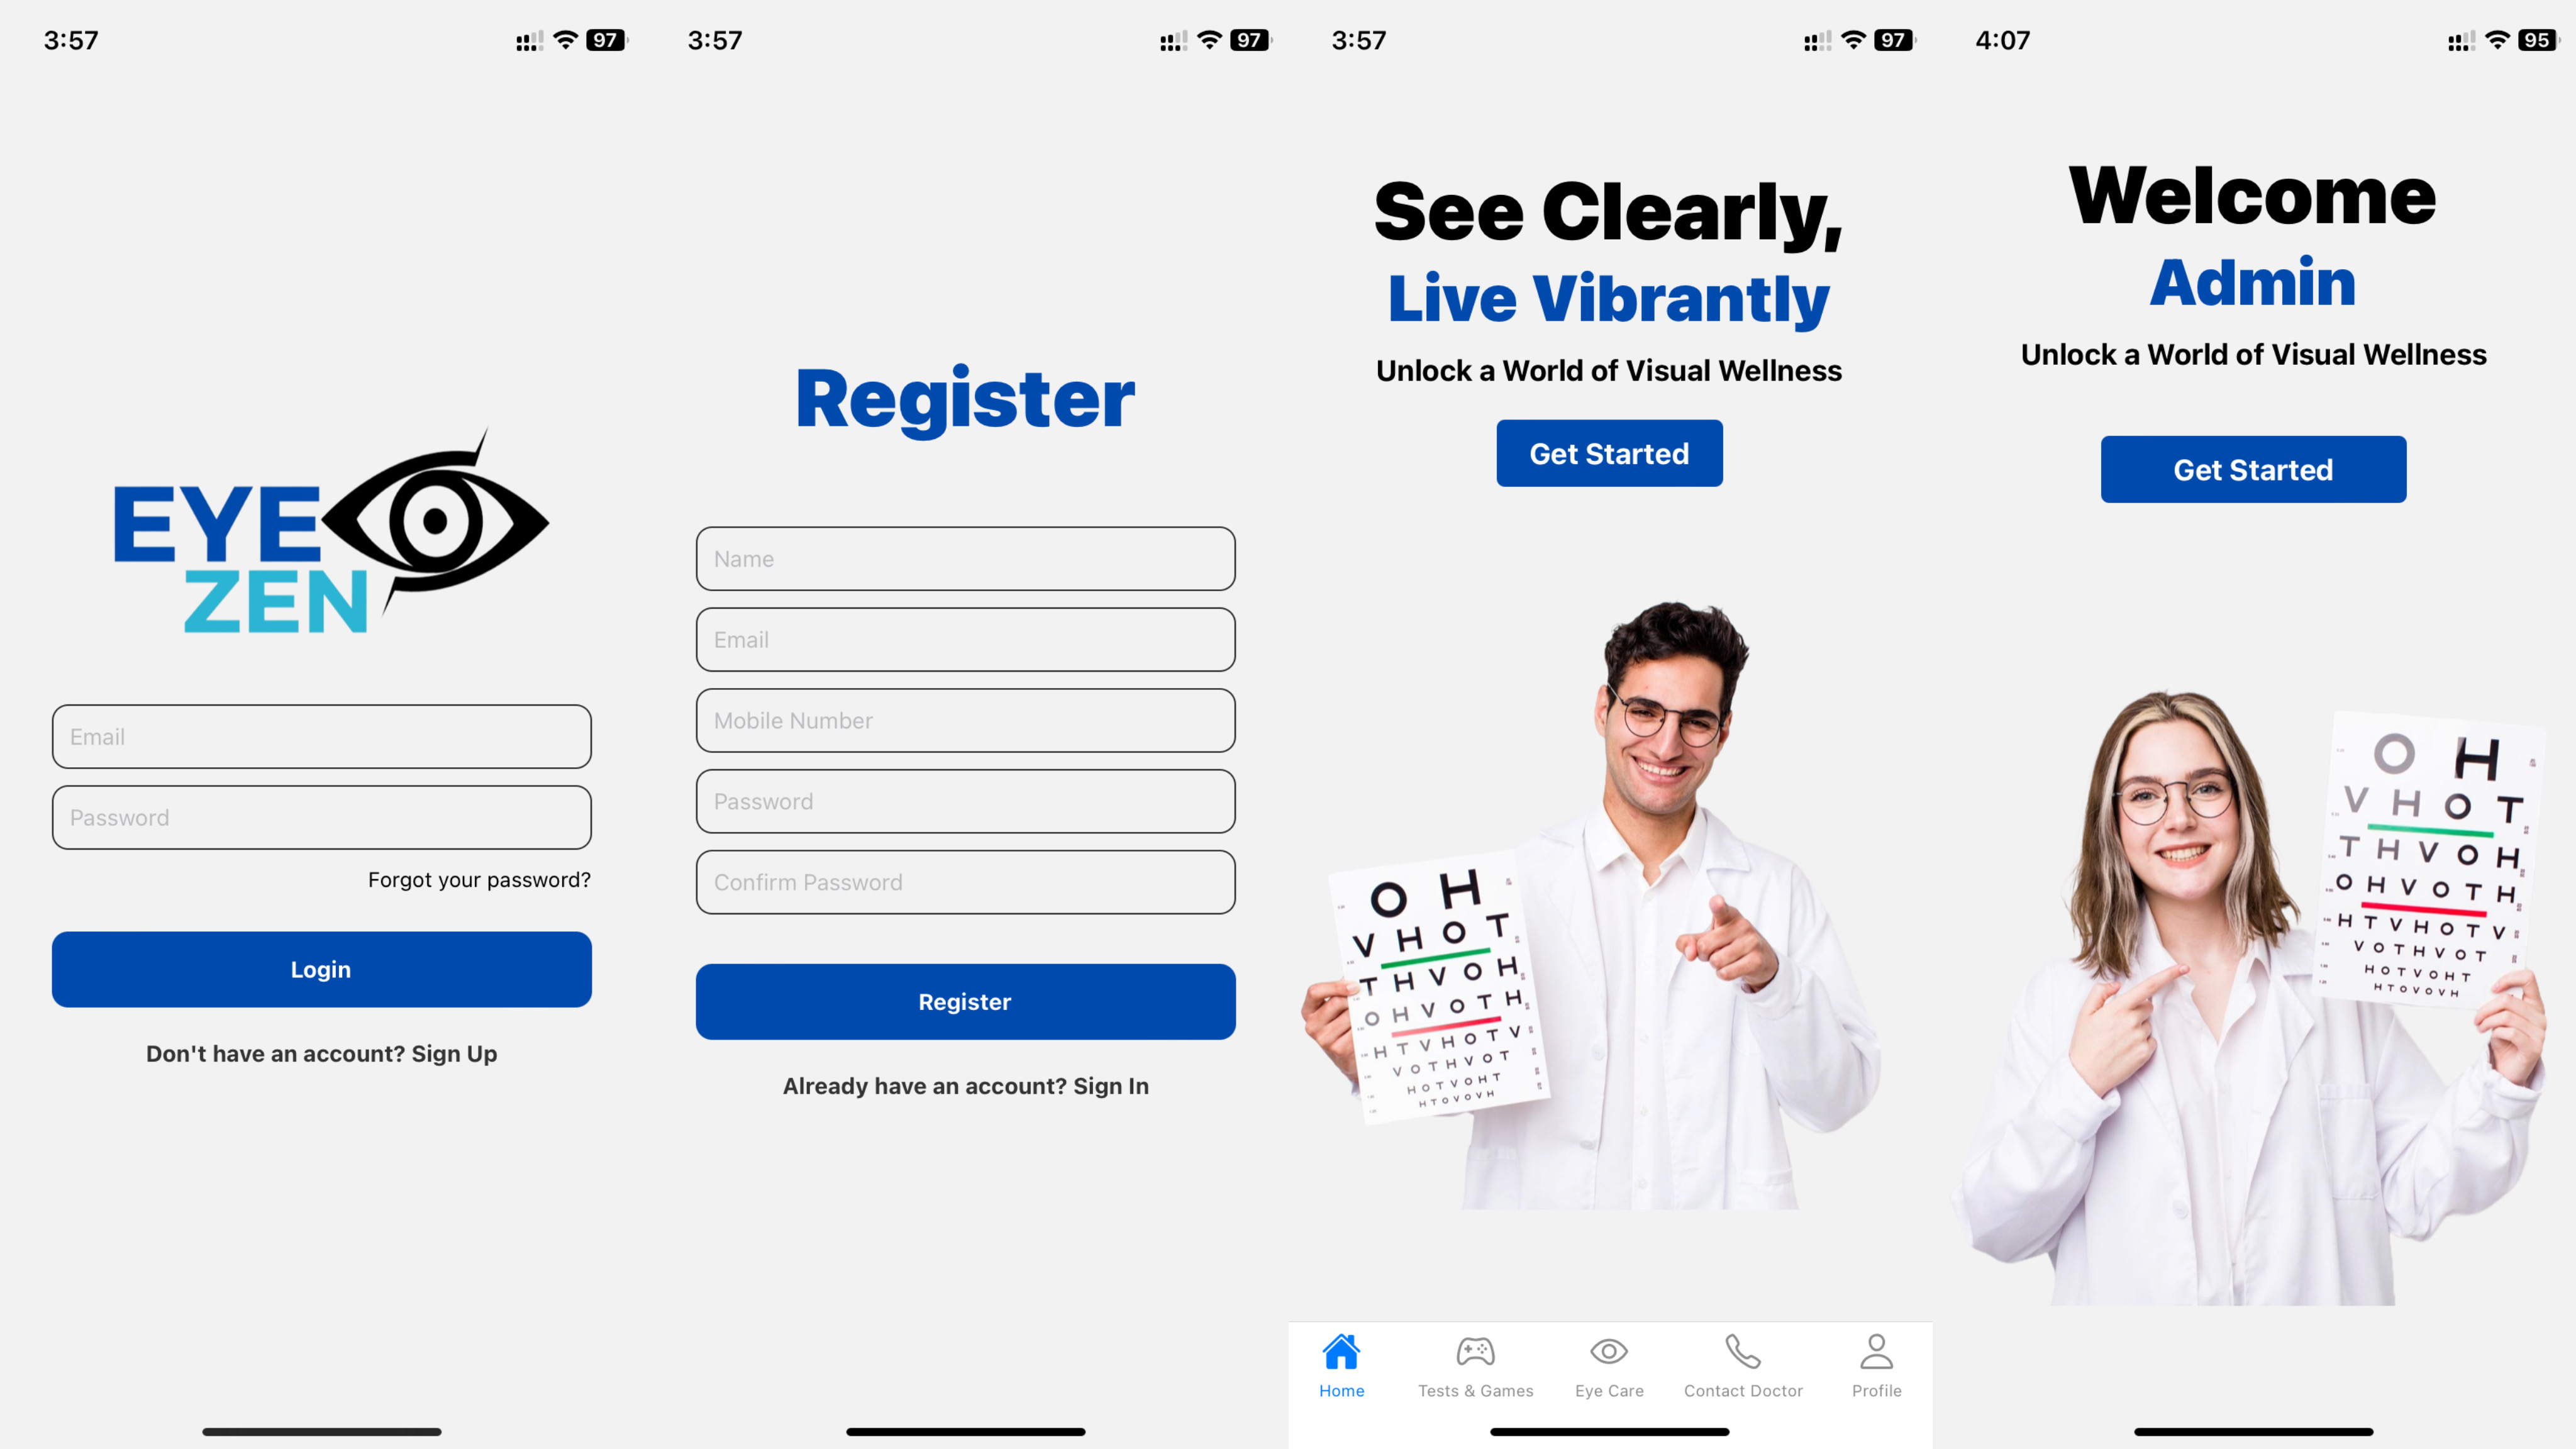 3:57
97
EYE
ZEN
Email
Password
Forgot your password?
Login
Don't have an account? Sign Up
3:57
97
Register
Name
Email
Mobile Number
Password
Confirm Password
Register
Already have an account? Sign In
3:57
97
See Clearly,
Live Vibrantly
Unlock a World of Visual Wellness
Get Started
O H
V H O T
T H V O H
O H V O T H
H T V H O T V
V O T H V O T
H O T V O H T
H T O V O V H
Home
Tests & Games
Eye Care
Contact Doctor
Profile
4:07
95
Welcome
Admin
Unlock a World of Visual Wellness
Get Started
O H
V H O T
T H V O H
O H V O T H
H T V H O T V
V O T H V O T
H O T V O H T
H T O V O V H